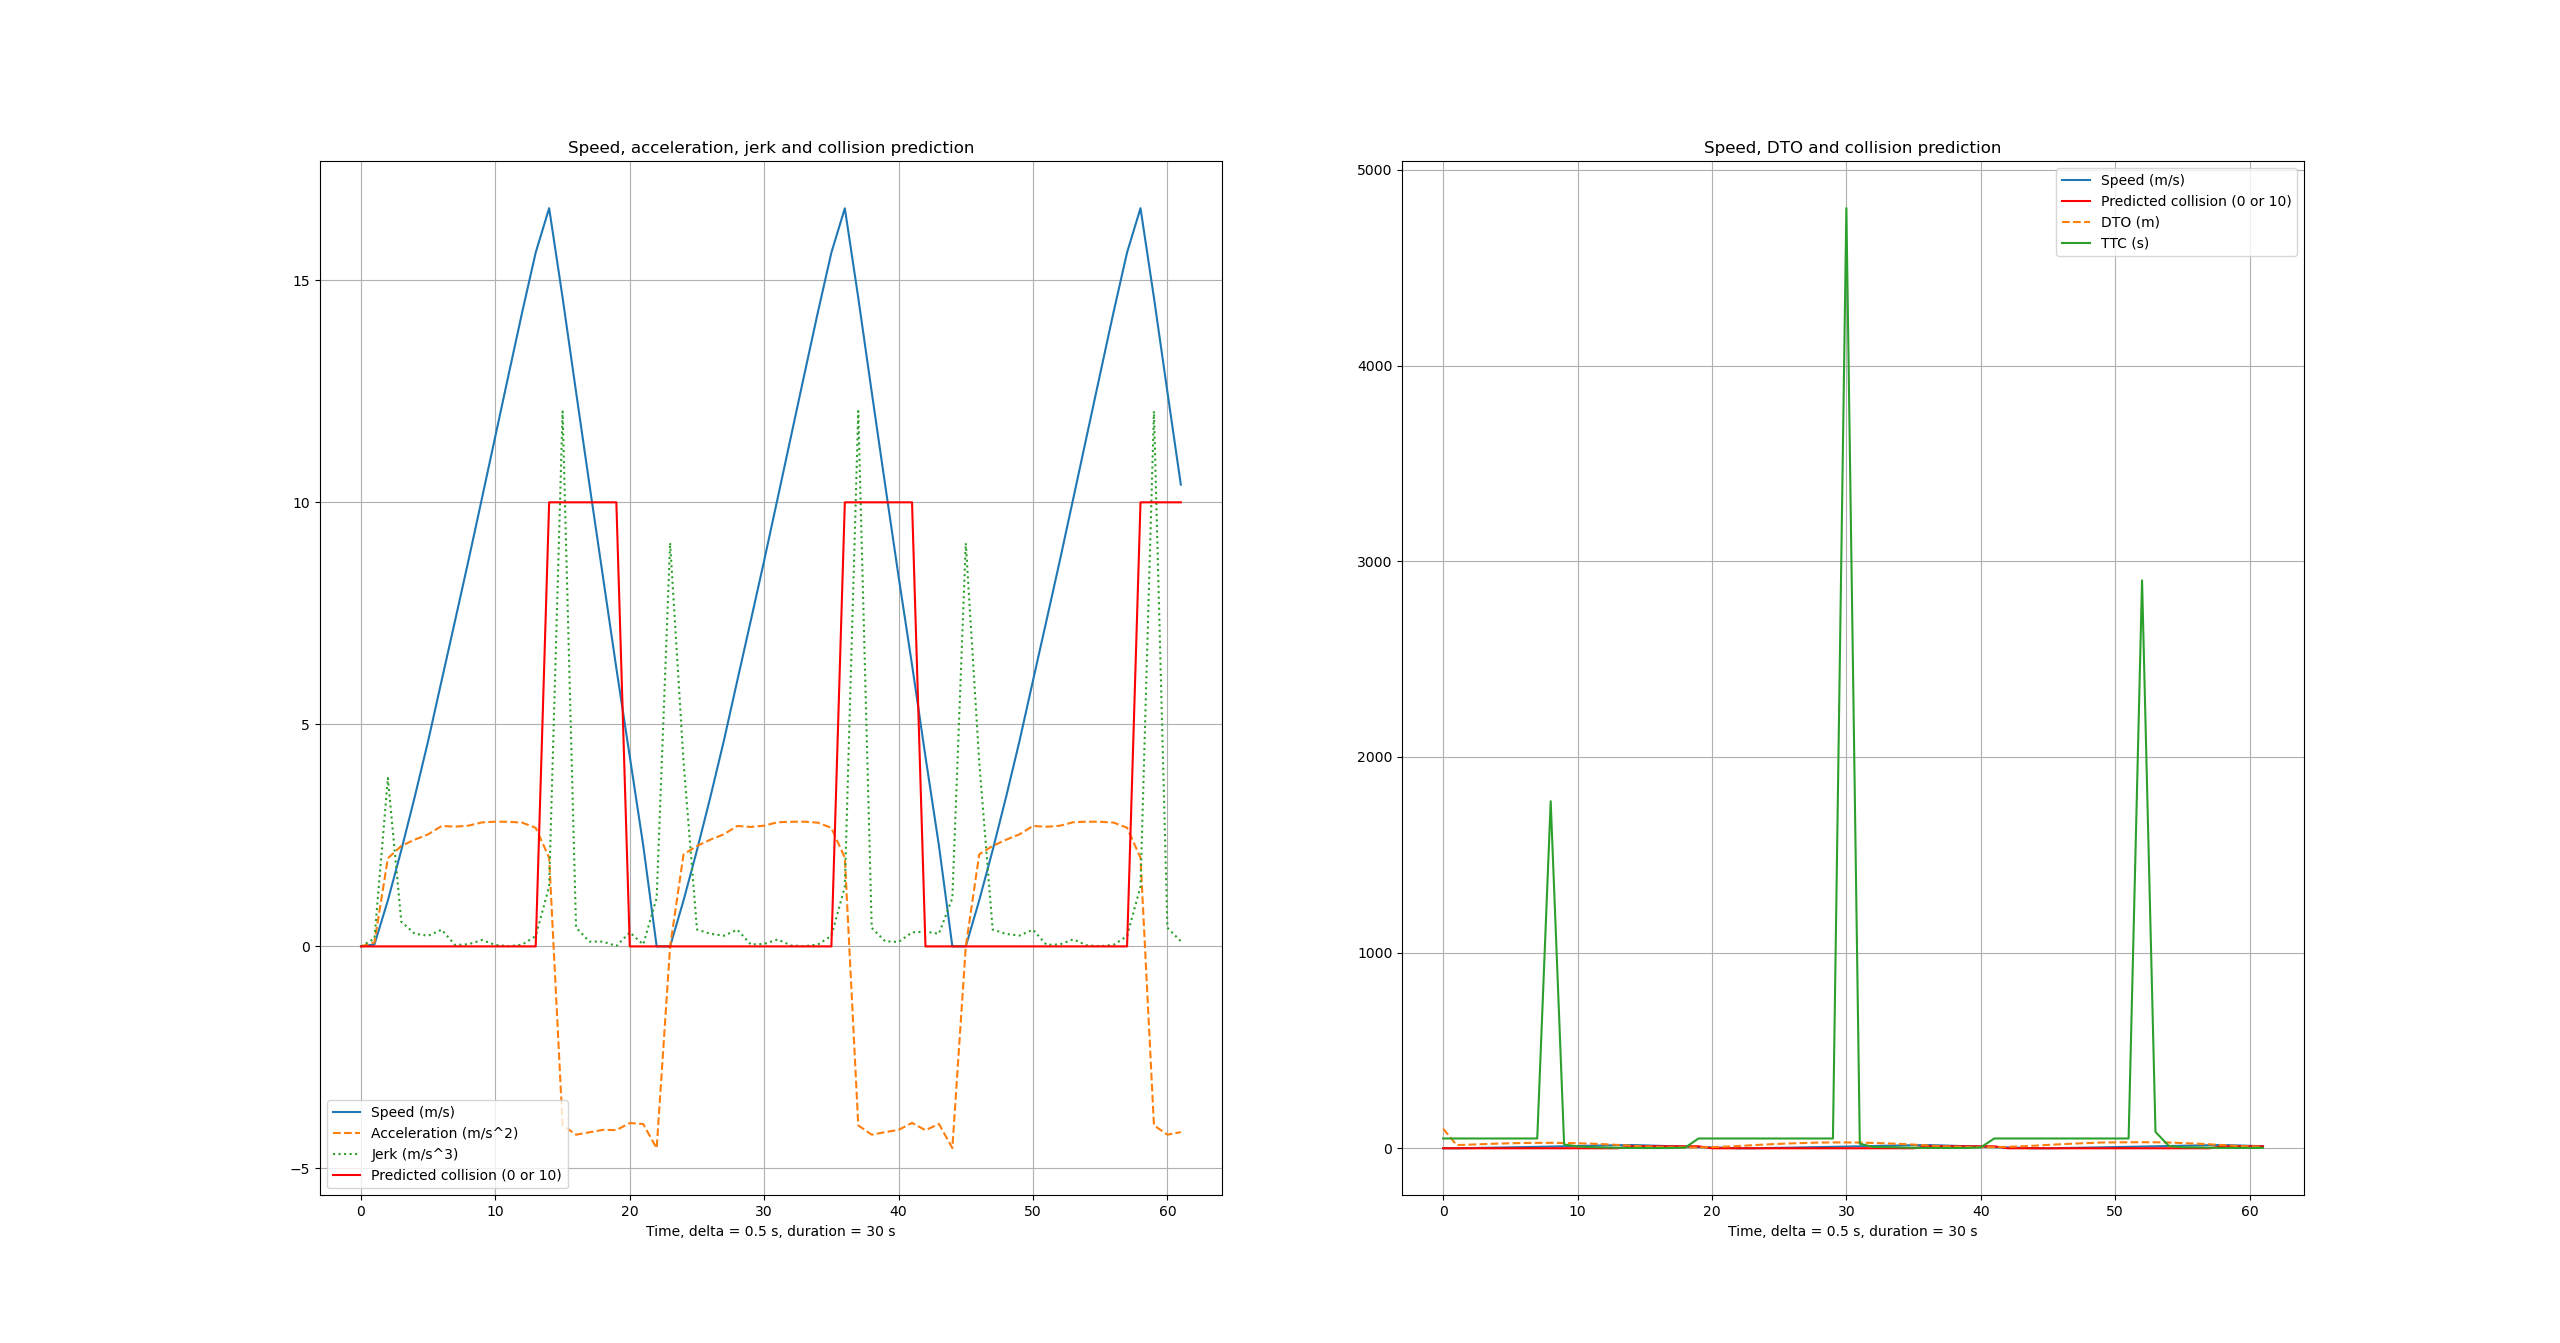 Speed, acceleration, jerk and collision prediction
15
10
5
0
−5
Speed (m/s)
Acceleration (m/s^2)
Jerk (m/s^3)
Predicted collision (0 or 10)
0 10 20 30 40 50 60
Time, delta = 0.5 s, duration = 30 s
Speed, DTO and collision prediction
5000
4000
3000
2000
1000
0
Speed (m/s)
Predicted collision (0 or 10)
DTO (m)
TTC (s)
0 10 20 30 40 50 60
Time, delta = 0.5 s, duration = 30 s